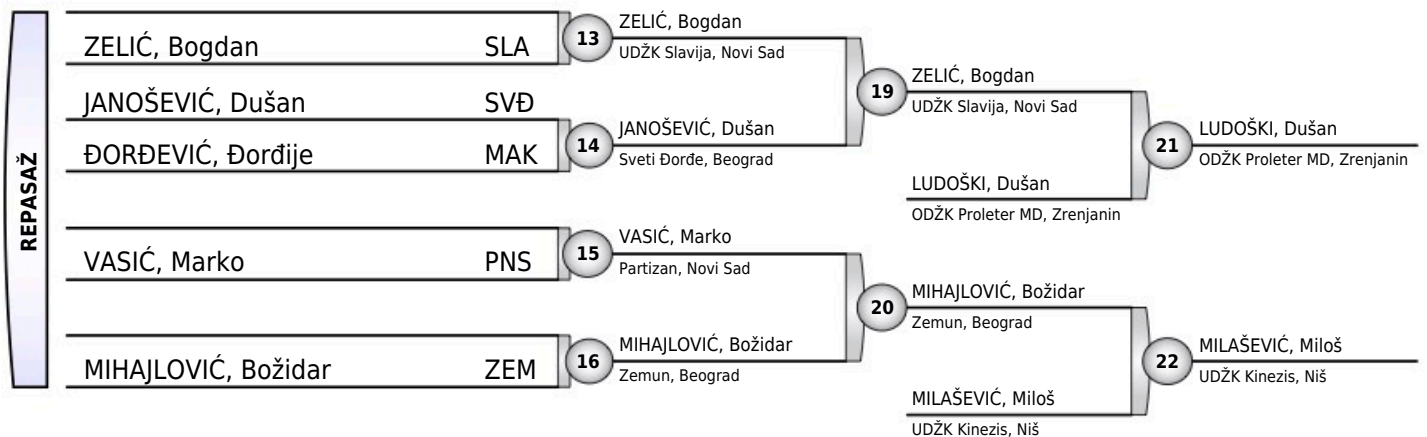 REPASAŽ
ZELIĆ, Bogdan SLA
JANOŠEVIĆ, Dušan SVĐ
ĐORĐEVIĆ, Đorđije MAK
VASIĆ, Marko PNS
MIHAJLOVIĆ, Božidar ZEM
13
ZELIĆ, Bogdan
UDŽK Slavija, Novi Sad
14
JANOŠEVIĆ, Dušan
Sveti Đorđe, Beograd
15
VASIĆ, Marko
Partizan, Novi Sad
16
MIHAJLOVIĆ, Božidar
Zemun, Beograd
19
ZELIĆ, Bogdan
UDŽK Slavija, Novi Sad
LUDOŠKI, Dušan
ODŽK Proleter MD, Zrenjanin
20
MIHAJLOVIĆ, Božidar
Zemun, Beograd
MILAŠEVIĆ, Miloš
UDŽK Kinezis, Niš
21
LUDOŠKI, Dušan
ODŽK Proleter MD, Zrenjanin
22
MILAŠEVIĆ, Miloš
UDŽK Kinezis, Niš